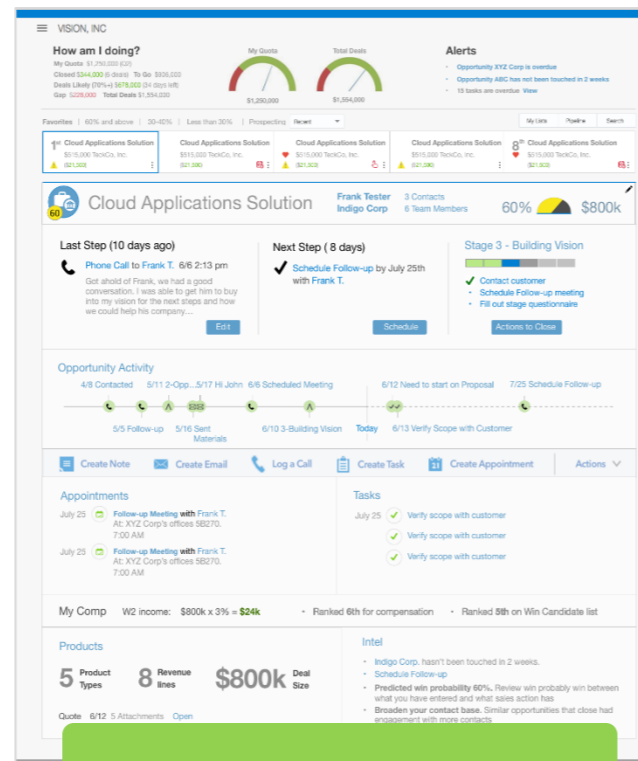 VISION, INC
How am I doing?
My Quota $1,250,000 (Q2)
Closed $344,000 (6 deals) To Go $926,000
Deals Likely (70%+) $678,000 (34 days left)
Gap $228,000 Total Deals $1,554,000
My Quota
$1,250,000
Total Deals
$1,554,000
Alerts
Opportunity XYZ Corp is overdue
Opportunity ABC has not been touched in 2 weeks
15 tasks are overdue View
Favorites | 60% and above | 30-40% | Less than 30% | Prospecting Recent
My Lists Pipeline Search
1st Cloud Applications Solution
$515,000 TeckCo, Inc.
Cloud Applications Solution
$515,000 TeckCo, Inc.
Cloud Applications Solution
$515,000 TeckCo, Inc.
Cloud Applications Solution
$515,000 TeckCo, Inc.
8th Cloud Applications Solution
$515,000 TeckCo, Inc.
60
Cloud Applications Solution
Frank Tester
Indigo Corp
3 Contacts
6 Team Members
60% $800k
Last Step (10 days ago)
Phone Call to Frank T. 6/6 2:13 pm
Got ahold of Frank, we had a good
conversation. I was able to get him to buy
into my vision for the next steps and how
we could help his company....
Edit
Next Step ( 8 days)
Schedule Follow-up by July 25th
with Frank T.
Schedule
Stage 3 - Building Vision
Contact customer
Schedule Follow-up meeting
Fill out stage questionnaire
Actions to Close
Opportunity Activity
4/8 Contacted 5/11 2-Opp...5/17 Hi John 6/6 Scheduled Meeting 6/12 Need to start on Proposal 7/25 Schedule Follow-up
5/5 Follow-up 5/16 Sent Materials 6/10 3-Building Vision Today 6/13 Verify Scope with Customer
Create Note Create Email Log a Call Create Task Create Appointment Actions
Appointments
July 25 Follow-up Meeting with Frank T.
At: XYZ Corp's offices 5B270.
7:00 AM
July 25 Follow-up Meeting with Frank T.
At: XYZ Corp's offices 5B270.
7:00 AM
Tasks
July 25 Verify scope with customer
Verify scope with customer
Verify scope with customer
My Comp W2 income: $800k x 3% = $24k • Ranked 6th for compensation • Ranked 5th on Win Candidate list
Products
5 Product Types
8 Revenue lines
$800k Deal Size
Quote 6/12 5 Attachments Open
Intel
Indigo Corp. hasn't been touched in 2 weeks.
Schedule Follow-up
Predicted win probability 60%. Review win probably win between
what you have entered and what sales action has
Broaden your contact base. Similar opportunities that close had
engagement with more contacts